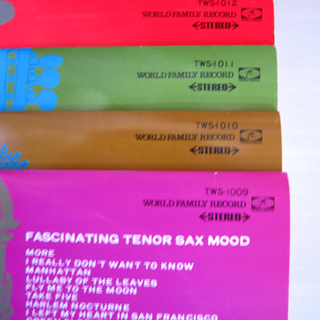 TWS-1012
WORLD FAMILY RECORD
STEREO
TWS-1011
WORLD FAMILY RECORD
STEREO
TWS-1010
WORLD FAMILY RECORD
STEREO
TWS-1009
WORLD FAMILY RECORD
STEREO
FASCINATING TENOR SAX MOOD
MORE
I REALLY DON'T WANT TO KNOW
MANHATTAN
LULLABY OF THE LEAVES
FLY ME TO THE MOON
TAKE FIVE
HARLEM NOCTURNE
I LEFT MY HEART IN SAN FRANCISCO